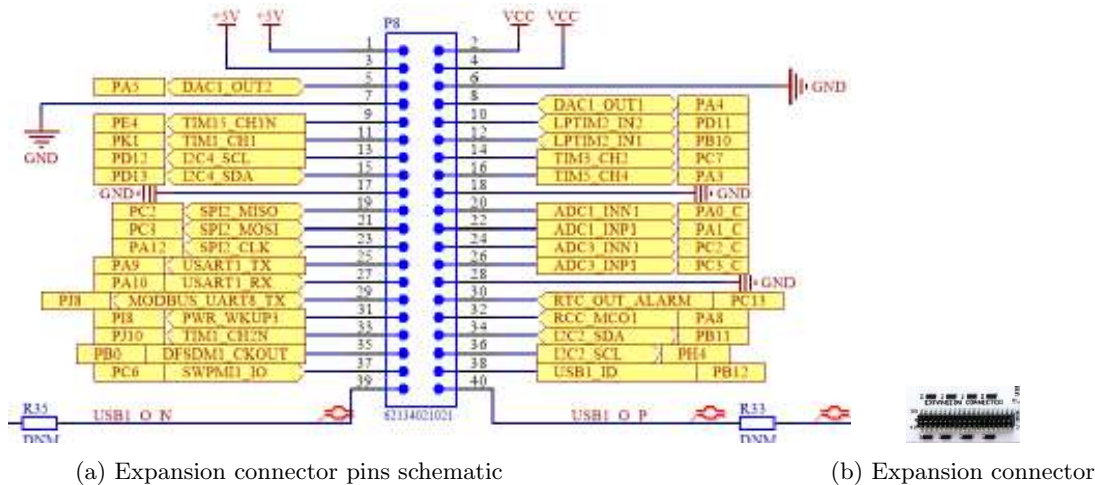 +5V +5V P8 VCC VCC
1 2
3 4
PA5 DAC1_OUT2 5 6 GND
7 8 DAC1_OUT1 PA4
PE4 TIM15_CH1N 9 10 LPTIM2_IN2 PD11
PK1 TIM1_CH1 11 12 LPTIM2_IN1 PB10
GND PD12 I2C4_SCL 13 14 TIM3_CH2 PC7
PD13 I2C4_SDA 15 16 TIM5_CH4 PA3
GND 17 18 GND
PC2 SPI2_MISO 19 20 ADC1_INN1 PA0_C
PC3 SPI2_MOSI 21 22 ADC1_INP1 PA1_C
PA12 SPI2_CLK 23 24 ADC3_INN1 PC2_C
PA9 USART1_TX 25 26 ADC3_INP1 PC3_C
PA10 USART1_RX 27 28 GND
PJ8 MODBUS_UART8_TX 29 30 RTC_OUT_ALARM PC13
PI8 PWR_WKUP3 31 32 RCC_MCO1 PA8
PJ10 TIM1_CH2N 33 34 I2C2_SDA PB11
PB0 DFSDM1_CKOUT 35 36 I2C2_SCL PH4
PC6 SWPMI1_IO 37 38 USB1_ID PB12
39 40
R35 USB1_O_N 62134021021 USB1_O_P R33
DNM DNM
EXPANSION CONNECTOR
(a) Expansion connector pins schematic
(b) Expansion connector